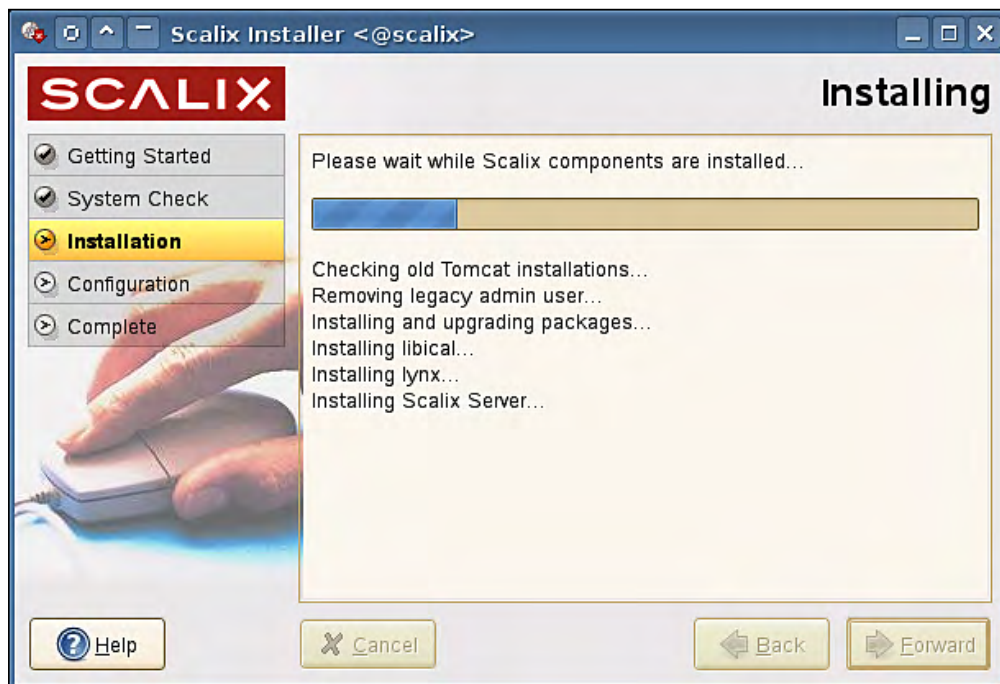 Scalix Installer <@scalix>
SCALIX
Installing
Getting Started
System Check
Installation
Configuration
Complete
Please wait while Scalix components are installed...
Checking old Tomcat installations...
Removing legacy admin user...
Installing and upgrading packages...
Installing libical...
Installing lynx...
Installing Scalix Server...
Help
Cancel
Back
Forward